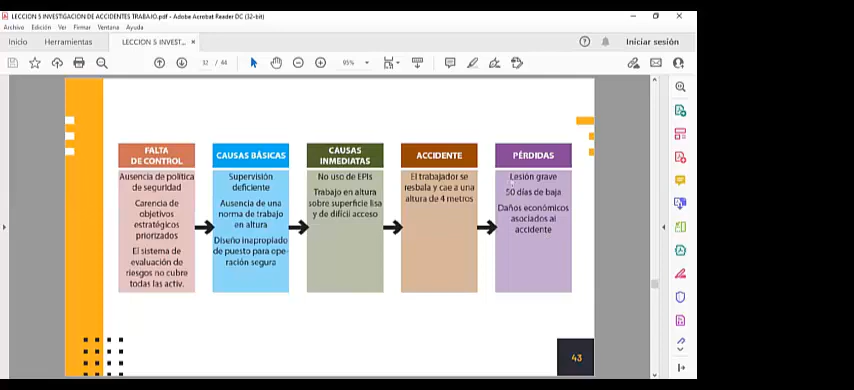 LECCION 5 INVESTIGACION DE ACCIDENTES TRABAJO.pdf - Adobe Acrobat Reader DC (32-bit)
Archivo Edición Ver Firmar Ventana Ayuda
Inicio Herramientas LECCION 5 INVEST... ×
Iniciar sesión
32 / 44 95%
FALTA
DE CONTROL
Ausencia de política
de seguridad
Carencia de
objetivos
estratégicos
priorizados
El sistema de
evaluación de
riesgos no cubre
todas las activ.
CAUSAS BÁSICAS
Supervisión
deficiente
Ausencia de una
norma de trabajo
en altura
Diseño inapropiado
de puesto para ope-
ración segura
CAUSAS
INMEDIATAS
No uso de EPIs
Trabajo en altura
sobre superficie lisa
y de difícil acceso
ACCIDENTE
El trabajador se
resbala y cae a una
altura de 4 metros
PÉRDIDAS
Lesión grave
50 días de baja
Daños económicos
asociados al
accidente
43